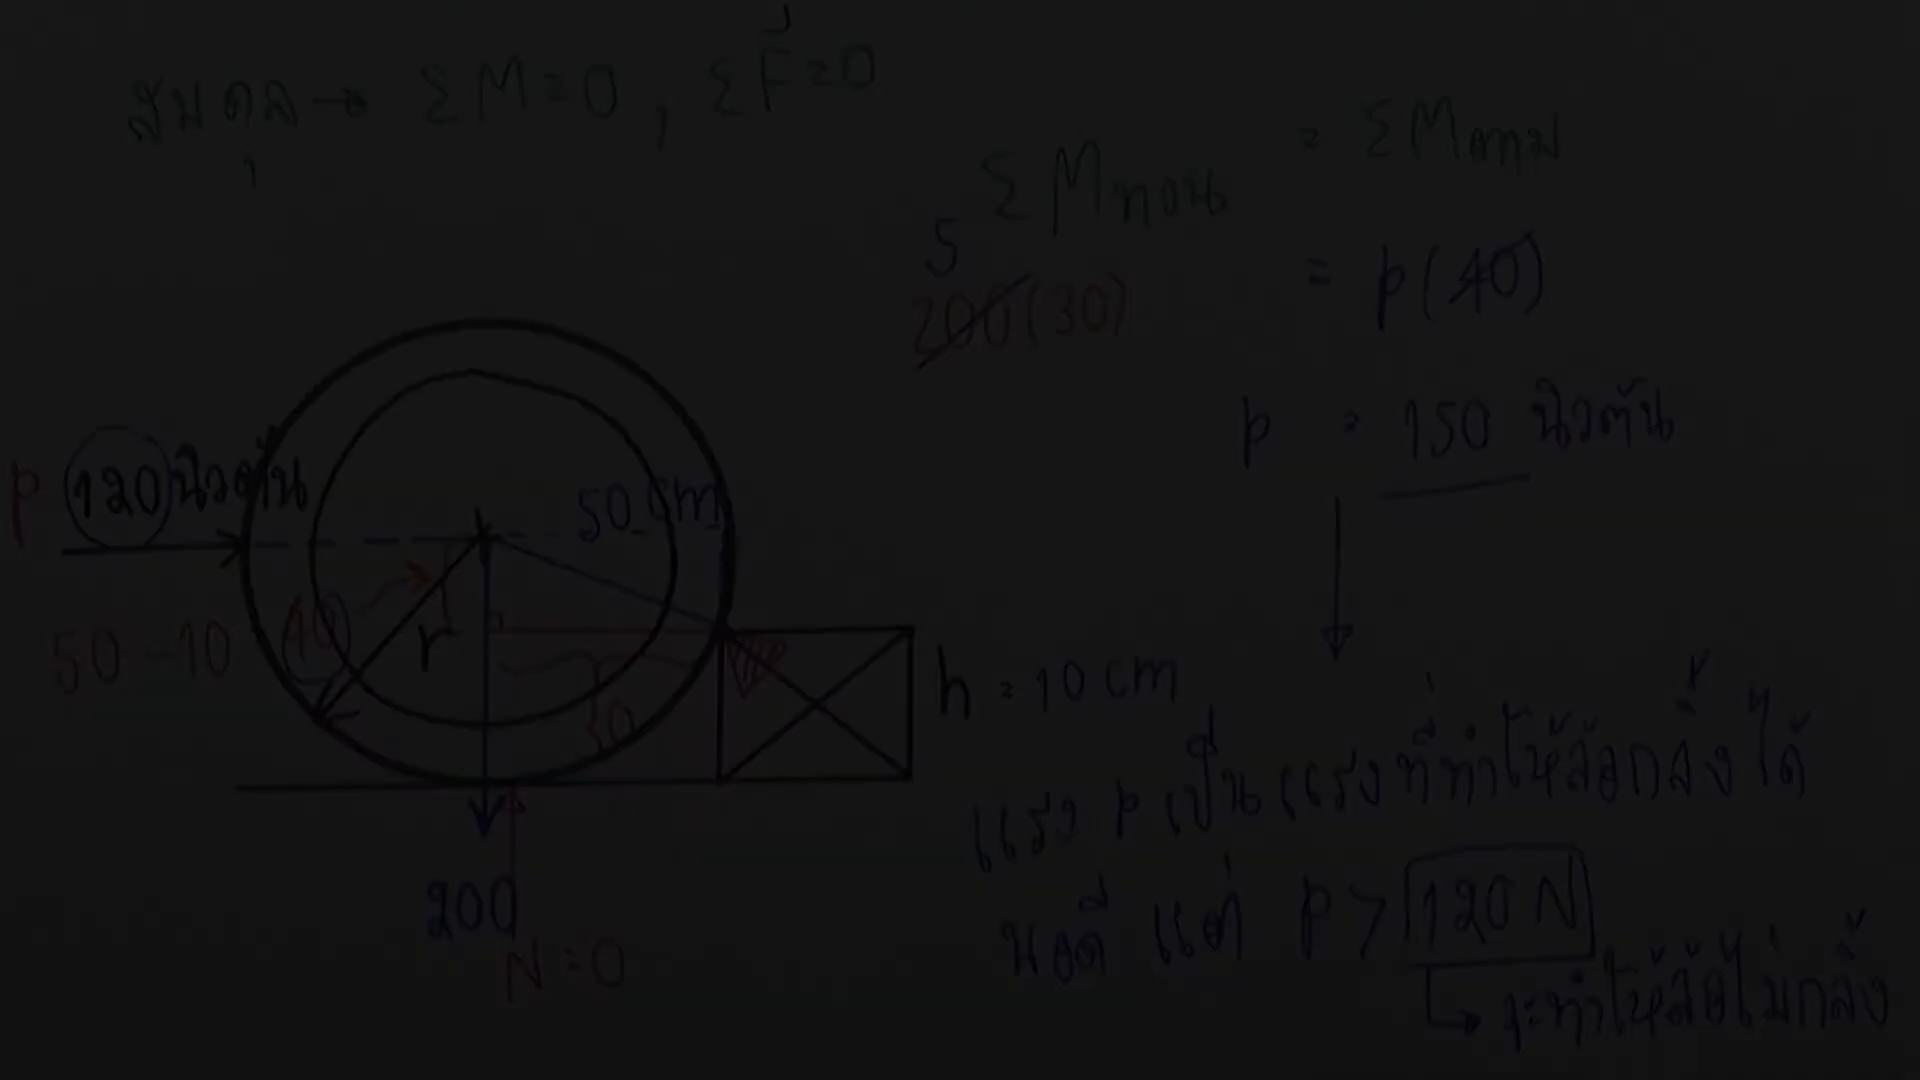 สมดุล → ΣM = 0 , ΣF⃗ = 0
ΣMทวน = ΣMตาม
5
200(30) = p(40)
p = 150 นิวตัน
p 120 นิวตัน
50 cm
50 - 10 40
r
30
h = 10 cm
200
N = 0
แรง p เป็นแรงที่ทำให้ล้อกลิ้งได้
พอดี แต่ p > 120 N
↳ จะทำให้ล้อไม่กลิ้ง